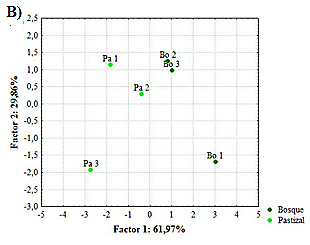 B)
2,5
2,0
1,5
1,0
0,5
0,0
-0,5
-1,0
-1,5
-2,0
-2,5
-3,0
Factor 2: 29,86%
Pa 1
Bo 2
Bo 3
Pa 2
Bo 1
Pa 3
-5 -4 -3 -2 -1 0 1 2 3 4 5
Factor 1: 61,97%
Bosque
Pastizal